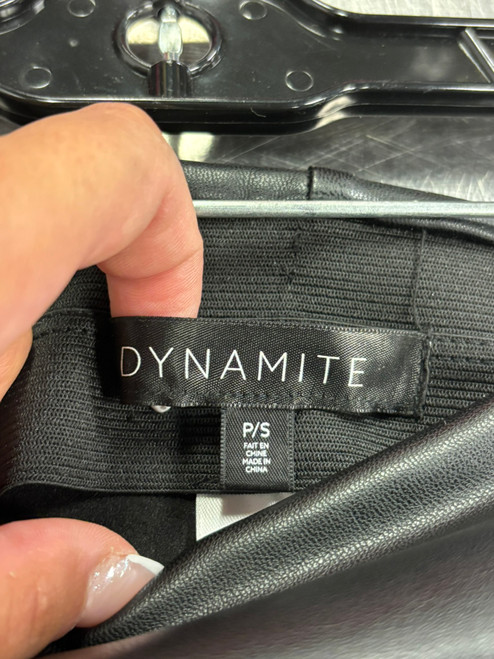 DYNAMITE
P/S
FAIT EN
CHINE
MADE IN
CHINA